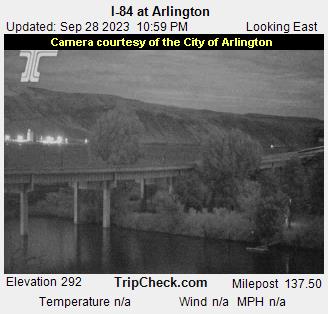 I-84 at Arlington
Updated: Sep 28 2023 10:59 PM Looking East
Camera courtesy of the City of Arlington
Elevation 292 TripCheck.com Milepost 137.50
Temperature n/a Wind n/a MPH n/a